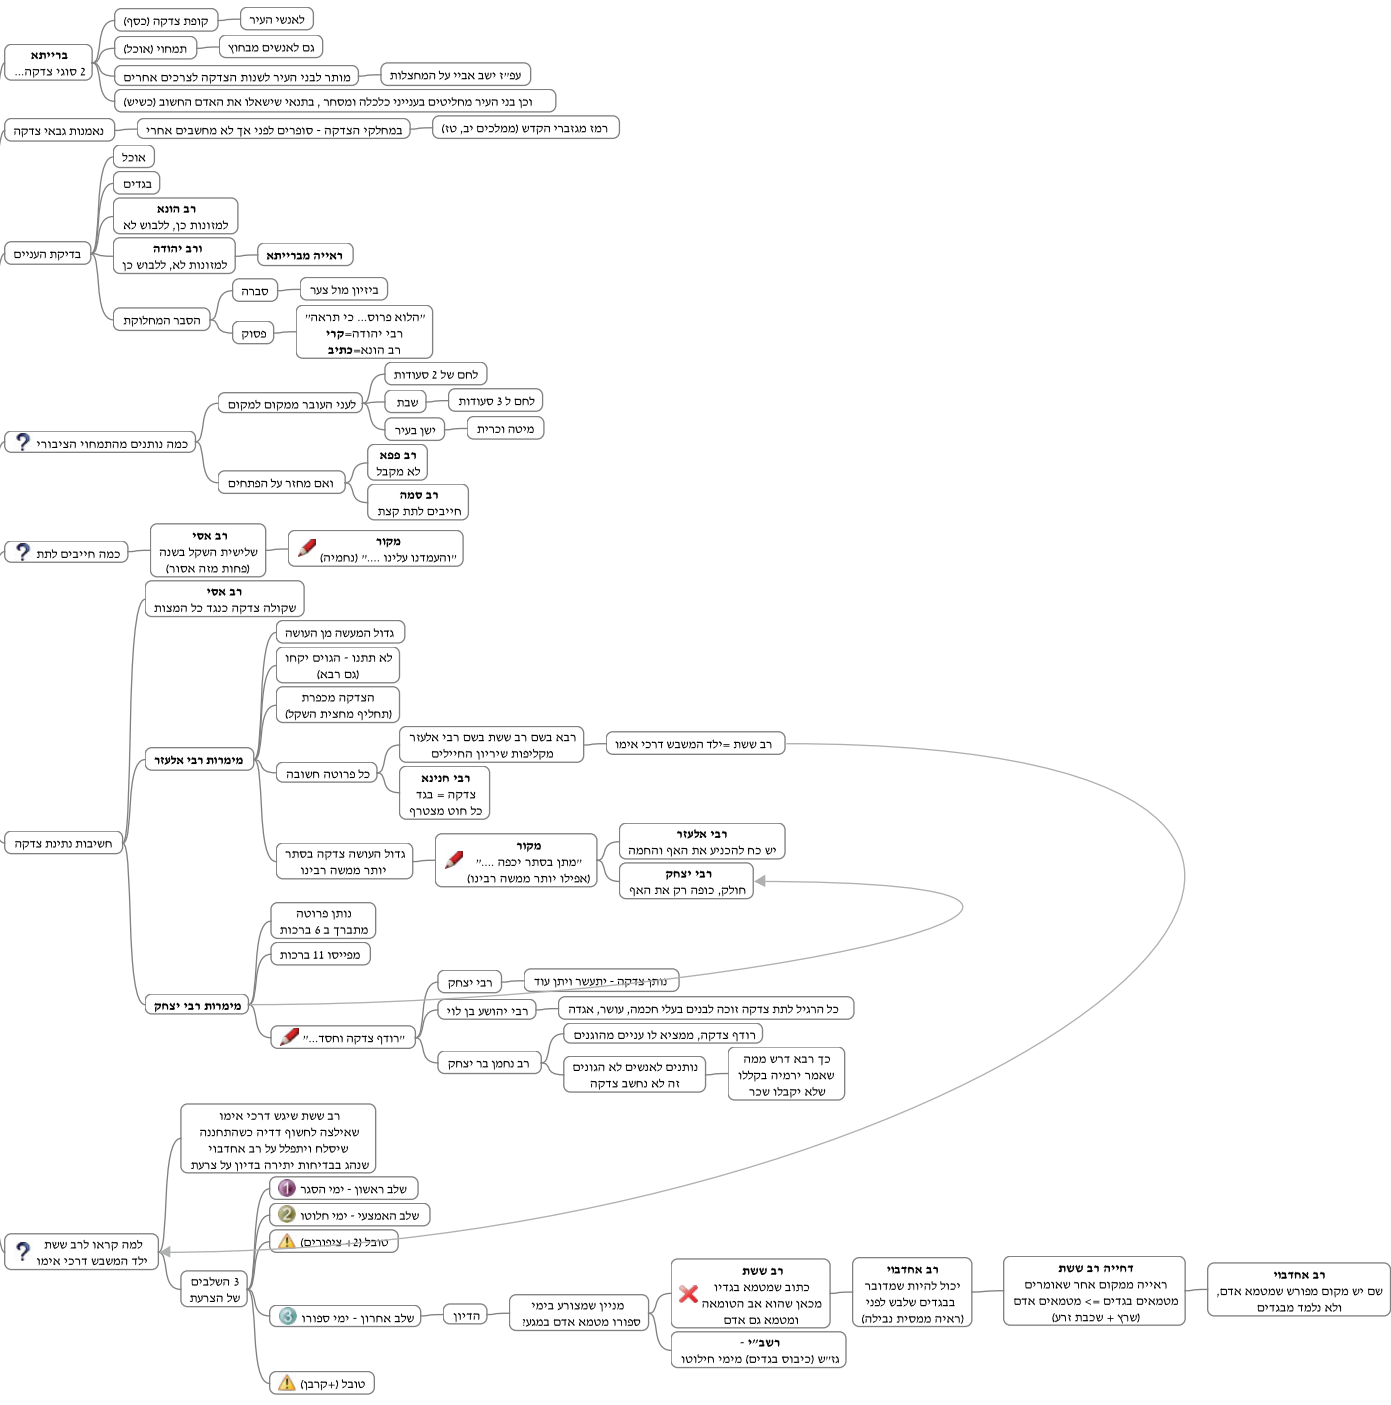 ברייתא
2 סוגי צדקה...
קופת צדקה (כסף)
לאנשי העיר
תמחוי (אוכל)
גם לאנשים מבחוץ
מותר לבני העיר לשנות הצדקה לצרכים אחרים
עפ״ז ישב אביי על המחצלות
וכן בני העיר מחליטים בענייני כלכלה ומסחר , בתנאי שישאלו את האדם החשוב (כשיש)
נאמנות גבאי צדקה
במחלקי הצדקה - סופרים לפני אך לא מחשבים אחרי
רמז מגזברי הקדש (ממלכים יב, טז)
בדיקת העניים
אוכל
בגדים
רב הונא
למזונות כן, ללבוש לא
ורב יהודה
למזונות לא, ללבוש כן
ראייה מברייתא
הסבר המחלוקת
סברה
ביזיון מול צער
פסוק
״הלוא פרוס... כי תראה״
רבי יהודה=קרי
רב הונא=כתיב
כמה נותנים מהתמחוי הציבורי
לעני העובר ממקום למקום
לחם של 2 סעודות
שבת
לחם ל 3 סעודות
ישן בעיר
מיטה וכרית
ואם מחזר על הפתחים
רב פפא
לא מקבל
רב סמה
חייבים לתת קצת
כמה חייבים לתת
רב אסי
שלישית השקל בשנה
(פחות מזה אסור)
מקור
״והעמדנו עלינו ....״ (נחמיה)
חשיבות נתינת צדקה
רב אסי
שקולה צדקה כנגד כל המצות
מימרות רבי אלעזר
גדול המעשה מן העושה
לא תתנו - הגוים יקחו
(גם רבא)
הצדקה מכפרת
(תחליף מחצית השקל)
כל פרוטה חשובה
רבא בשם רב ששת בשם רבי אלעזר
מקליפות שיריון החיילים
רב ששת =ילד המשבש דרכי אימו
רבי חנינא
צדקה = בגד
כל חוט מצטרף
גדול העושה צדקה בסתר
יותר ממשה רבינו
מקור
״מתן בסתר יכפה ....״
(אפילו יותר ממשה רבינו)
רבי אלעזר
יש כח להכניע את האף והחמה
רבי יצחק
חולק, כופה רק את האף
מימרות רבי יצחק
נותן פרוטה
מתברך ב 6 ברכות
מפייסו 11 ברכות
״רודף צדקה וחסד...״
רבי יצחק
נותן צדקה - יתעשר ויתן עוד
רבי יהושע בן לוי
כל הרגיל לתת צדקה זוכה לבנים בעלי חכמה, עושר, אגדה
רב נחמן בר יצחק
רודף צדקה, ממציא לו עניים מהוגנים
נותנים לאנשים לא הגונים
זה לא נחשב צדקה
כך רבא דרש ממה
שאמר ירמיה בקללו
שלא יקבלו שכר
למה קראו לרב ששת
ילד המשבש דרכי אימו
רב ששת שיגש דרכי אימו
שאילצה לחשוף דדיה כשהתחננה
שיסלח ויתפלל על רב אחדבוי
שנהג בבדיחות יתירה בדיון על צרעת
3 השלבים
של הצרעת
1 שלב ראשון - ימי הסגר
2 שלב האמצעי - ימי חלוטו
טובל (+2 ציפורים)
3 שלב אחרון - ימי ספורו
הדיון
מניין שמצורע בימי
ספורו מטמא אדם במגע?
רב ששת
כתוב שמטמא בגדיו
מכאן שהוא אב הטומאה
ומטמא גם אדם
רב אחדבוי
יכול להיות שמדובר
בבגדים שלבש לפני
(ראיה ממסית נבילה)
דחייה רב ששת
ראייה ממקום אחר שאומרים
מטמאים בגדים => מטמאים אדם
(שרץ + שכבת זרע)
רב אחדבוי
שם יש מקום מפורש שמטמא אדם,
ולא נלמד מבגדים
רשב״י -
גז״ש (כיבוס בגדים) מימי חילוטו
טובל (+קרבן)